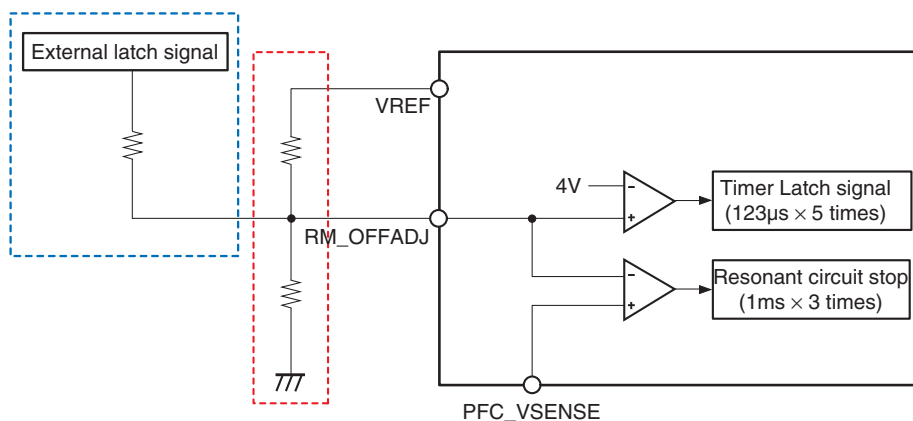 External latch signal
VREF
4V
Timer Latch signal
(123μs × 5 times)
RM_OFFADJ
Resonant circuit stop
(1ms × 3 times)
PFC_VSENSE